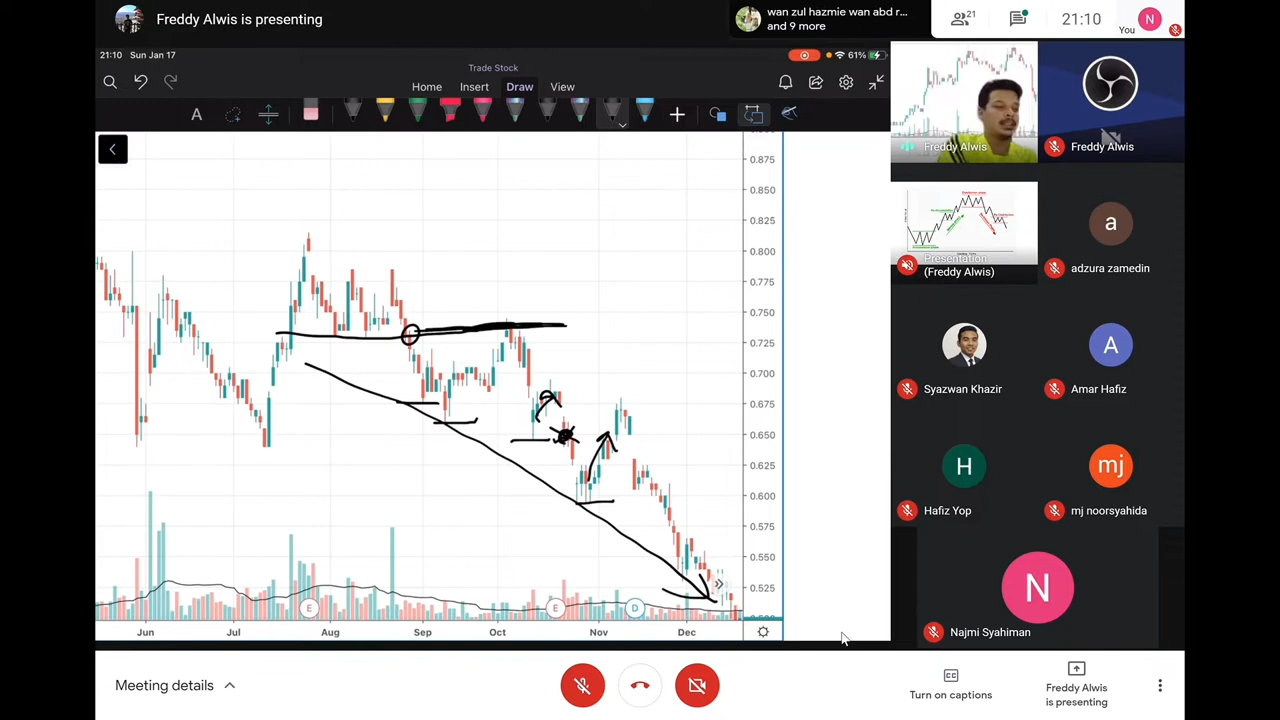 Freddy Alwis is presenting
wan zul hazmie wan abd r...
and 9 more
21
21:10
You
N
21:10 Sun Jan 17
61%
Trade Stock
Home Insert Draw View
A
0.875
0.850
0.825
0.800
0.775
0.750
0.725
0.700
0.675
0.650
0.625
0.600
0.575
0.550
0.525
E
E
D
Jun Jul Aug Sep Oct Nov Dec
Freddy Alwis
Freddy Alwis
Presentation
(Freddy Alwis)
a
adzura zamedin
Syazwan Khazir
A
Amar Hafiz
H
Hafiz Yop
mj
mj noorsyahida
N
Najmi Syahiman
Meeting details
Turn on captions
Freddy Alwis
is presenting